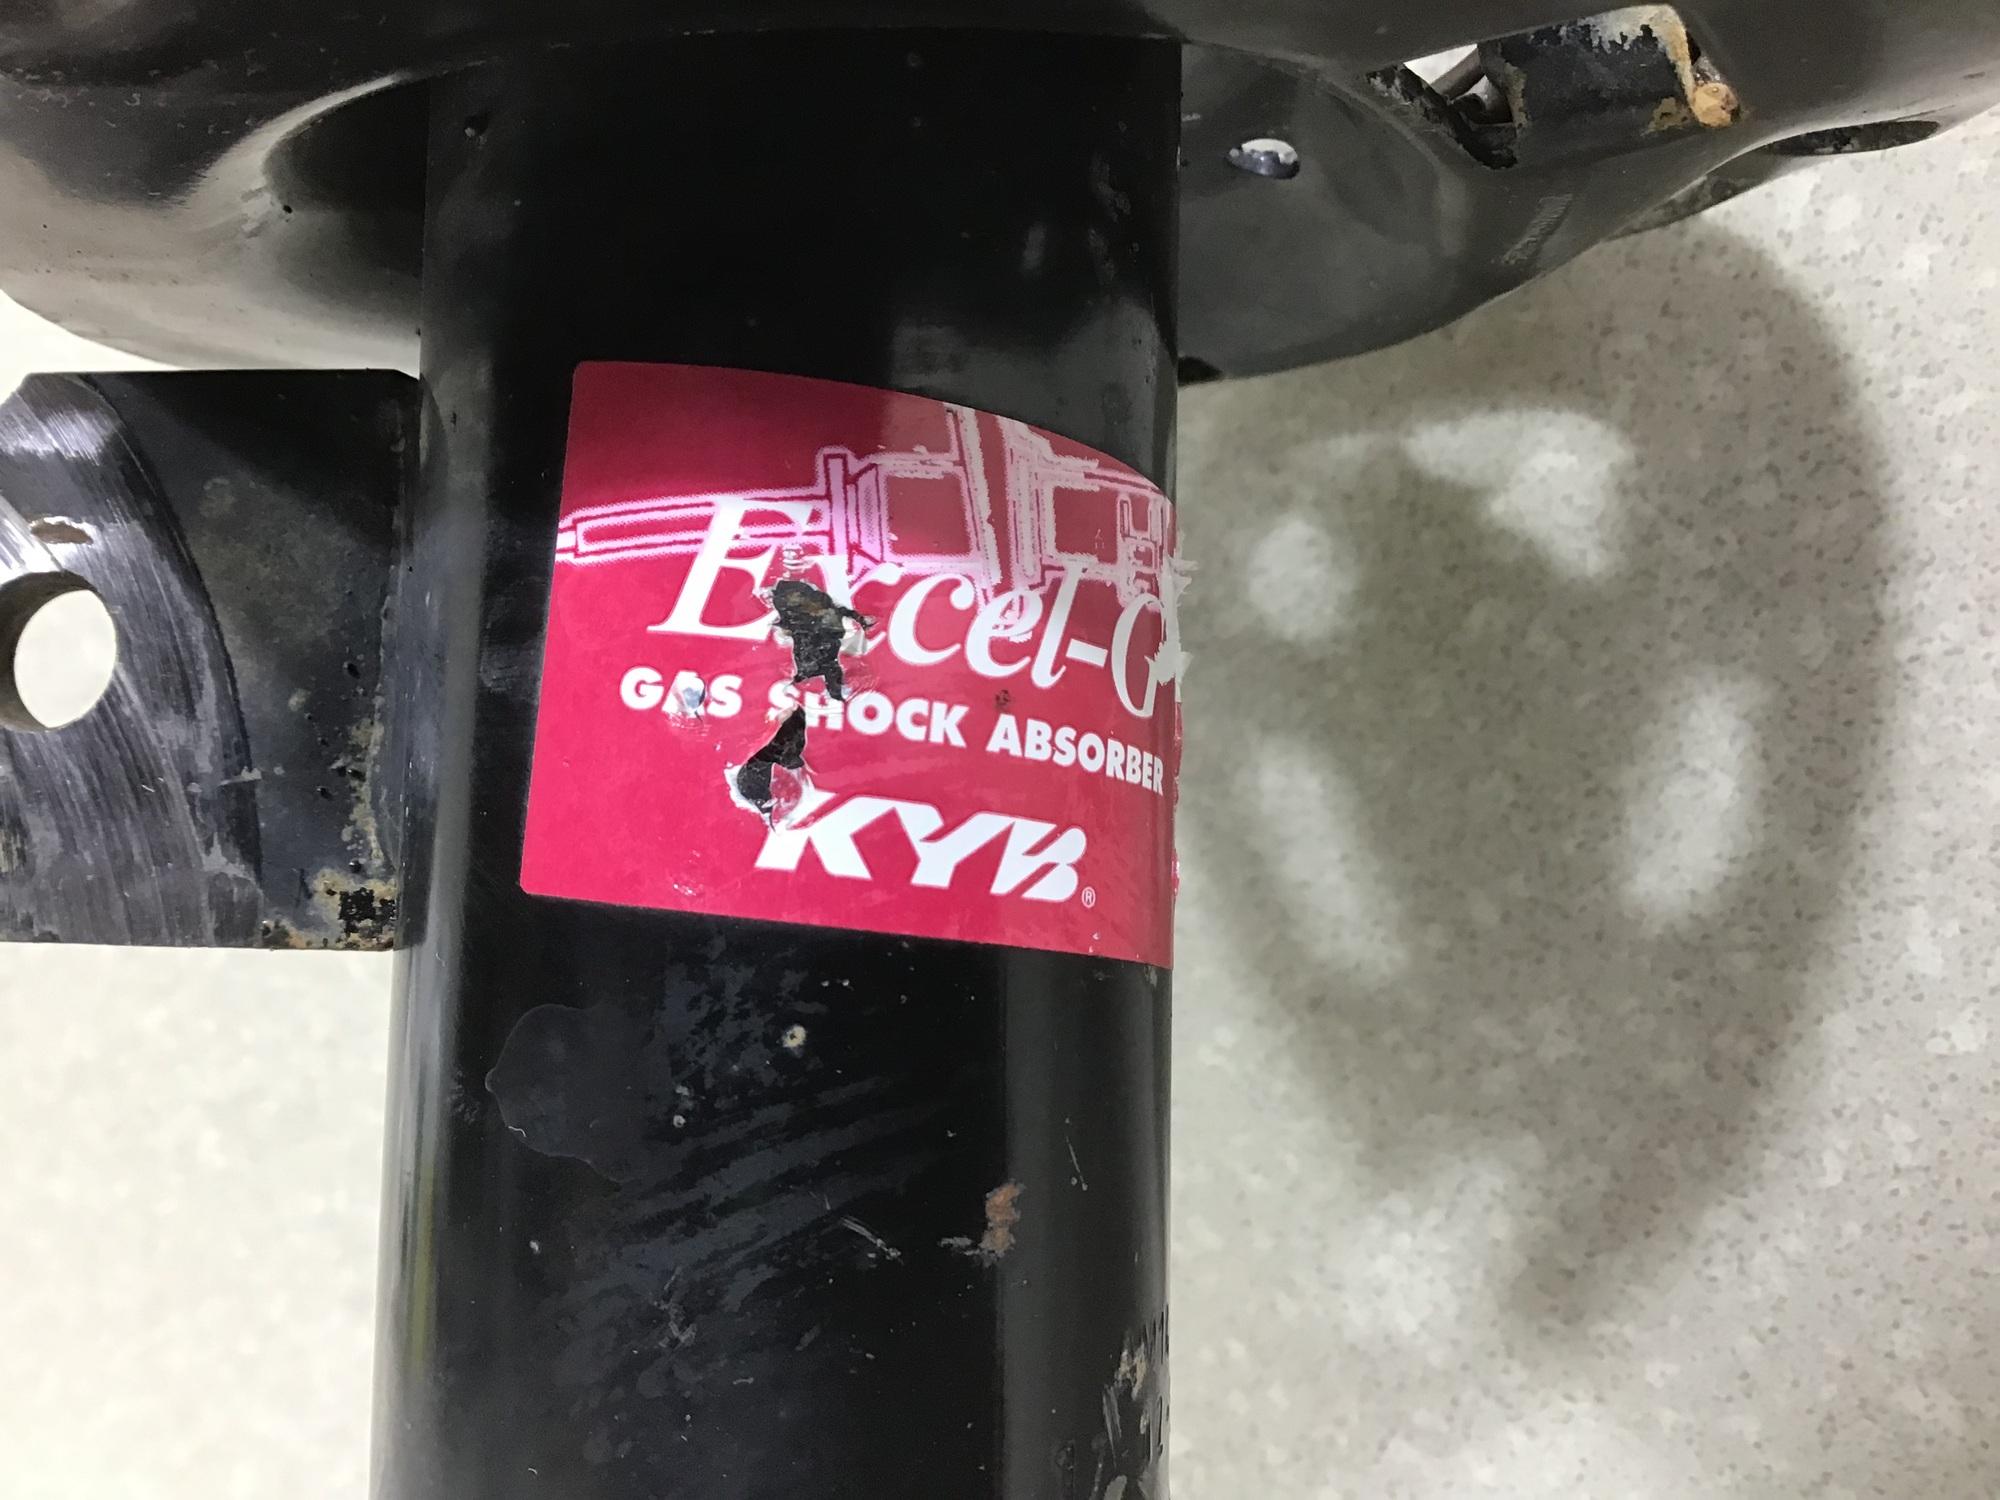 Excel-G
GAS SHOCK ABSORBER
KYB®